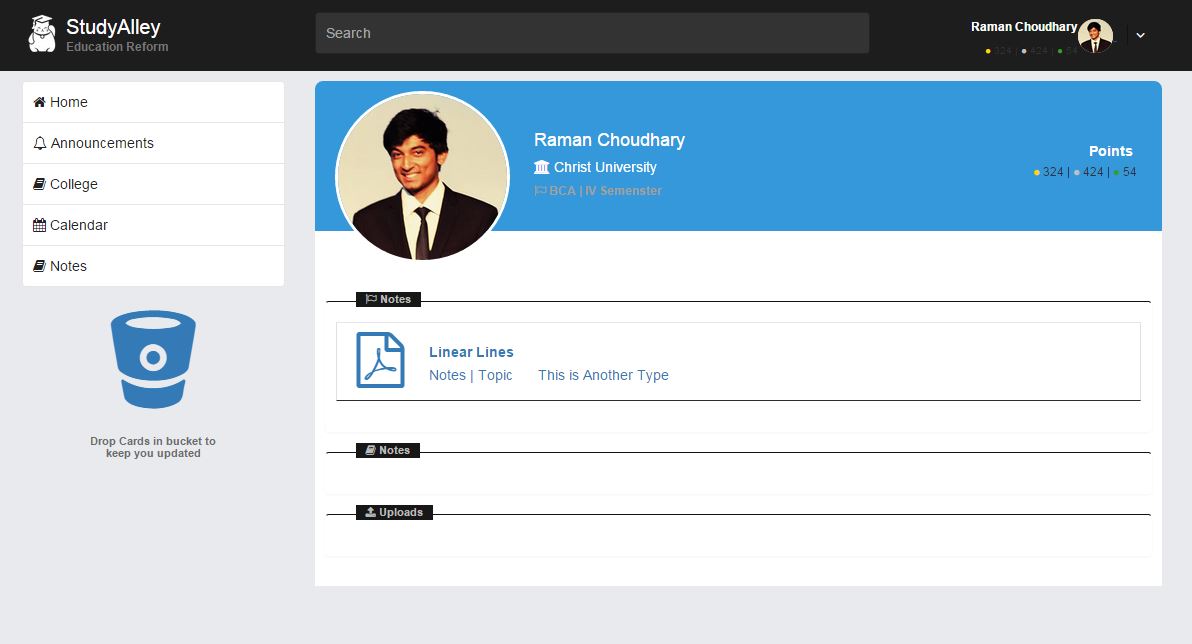 StudyAlley
Education Reform
Search
Raman Choudhary
324 | 424 | 54
Home
Announcements
College
Calendar
Notes
Drop Cards in bucket to
keep you updated
Raman Choudhary
Christ University
BCA | IV Semenster
Points
324 | 424 | 54
Notes
Linear Lines
Notes | Topic This is Another Type
Notes
Uploads